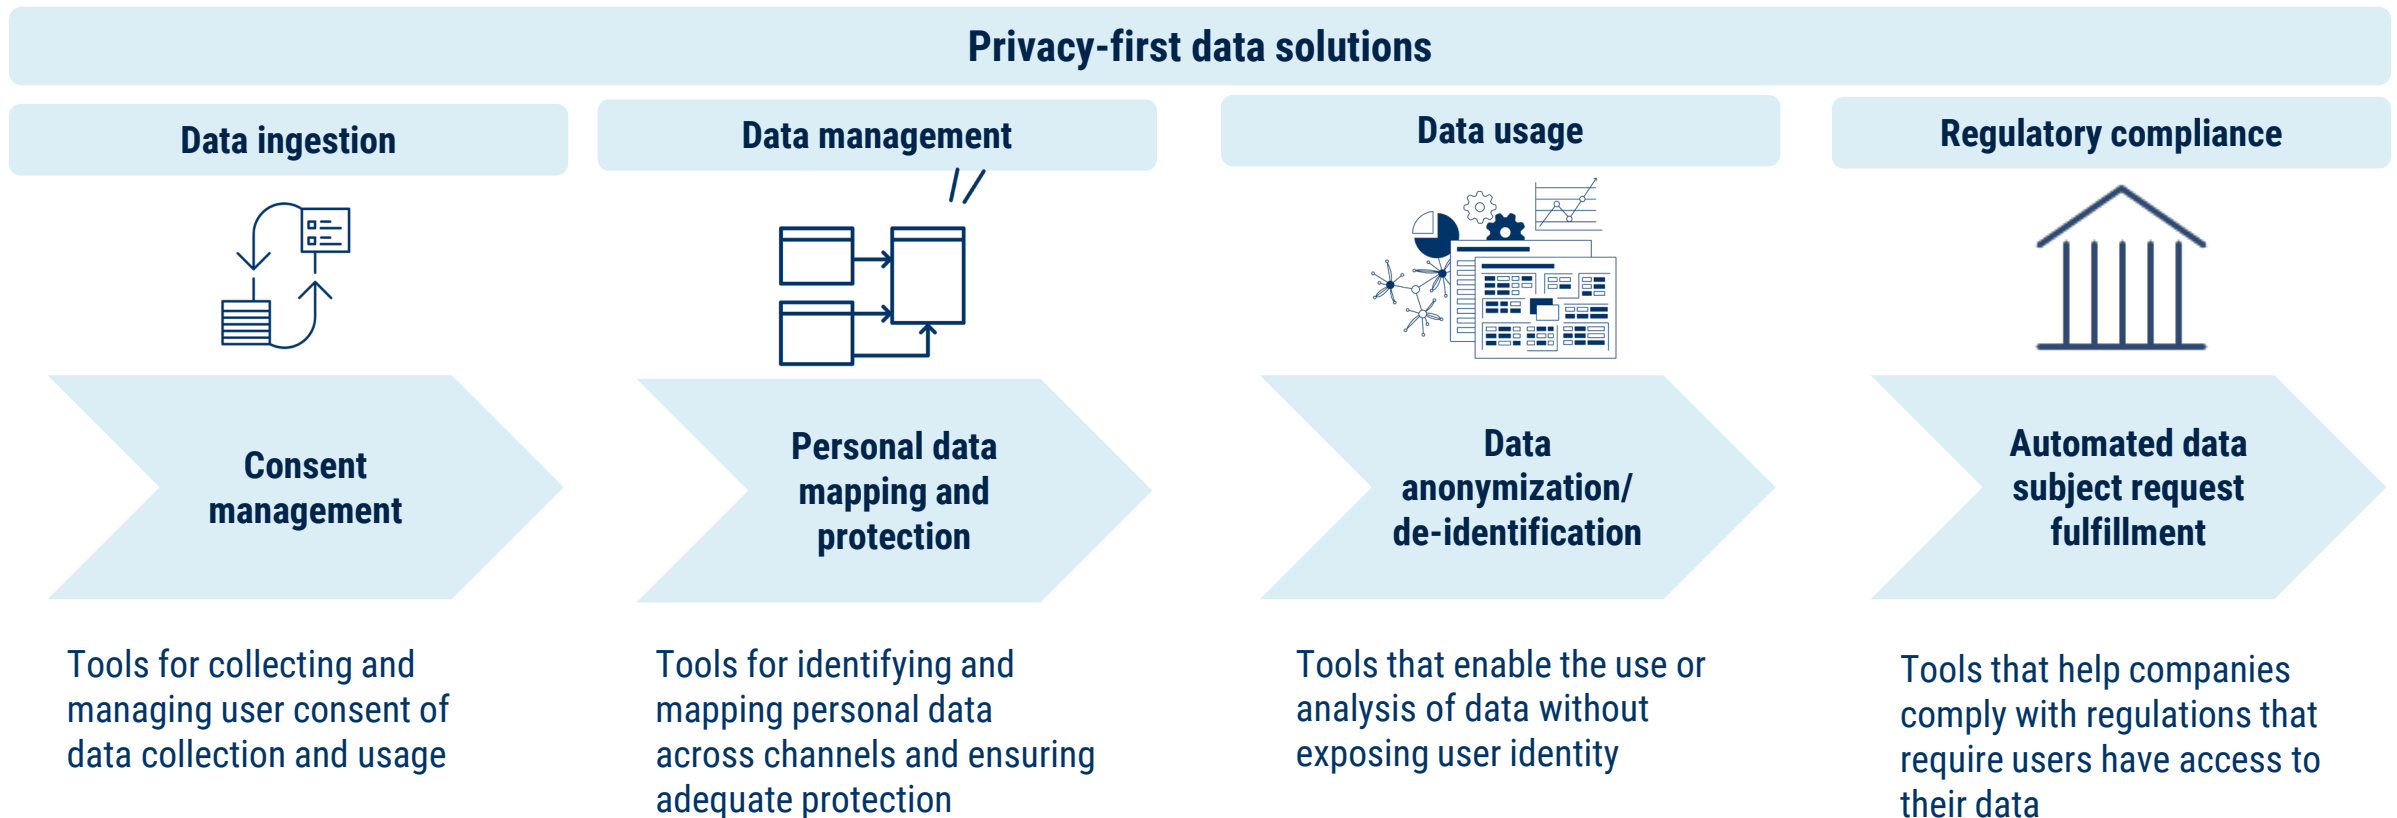 Privacy-first data solutions
Data ingestion
Consent
management
Tools for collecting and
managing user consent of
data collection and usage
Data management
Personal data
mapping and
protection
Tools for identifying and
mapping personal data
across channels and ensuring
adequate protection
Data usage
Data
anonymization/
de-identification
Tools that enable the use or
analysis of data without
exposing user identity
Regulatory compliance
Automated data
subject request
fulfillment
Tools that help companies
comply with regulations that
require users have access to
their data